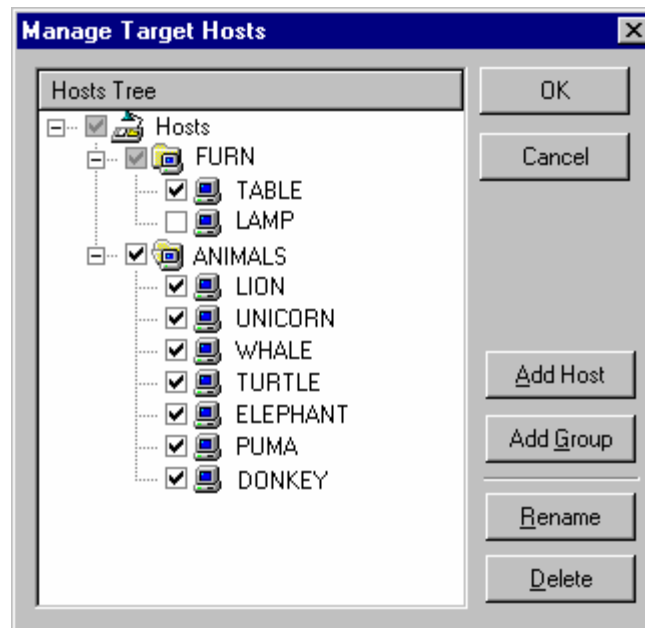 Manage Target Hosts
Hosts Tree
Hosts
FURN
TABLE
LAMP
ANIMALS
LION
UNICORN
WHALE
TURTLE
ELEPHANT
PUMA
DONKEY
OK
Cancel
Add Host
Add Group
Rename
Delete